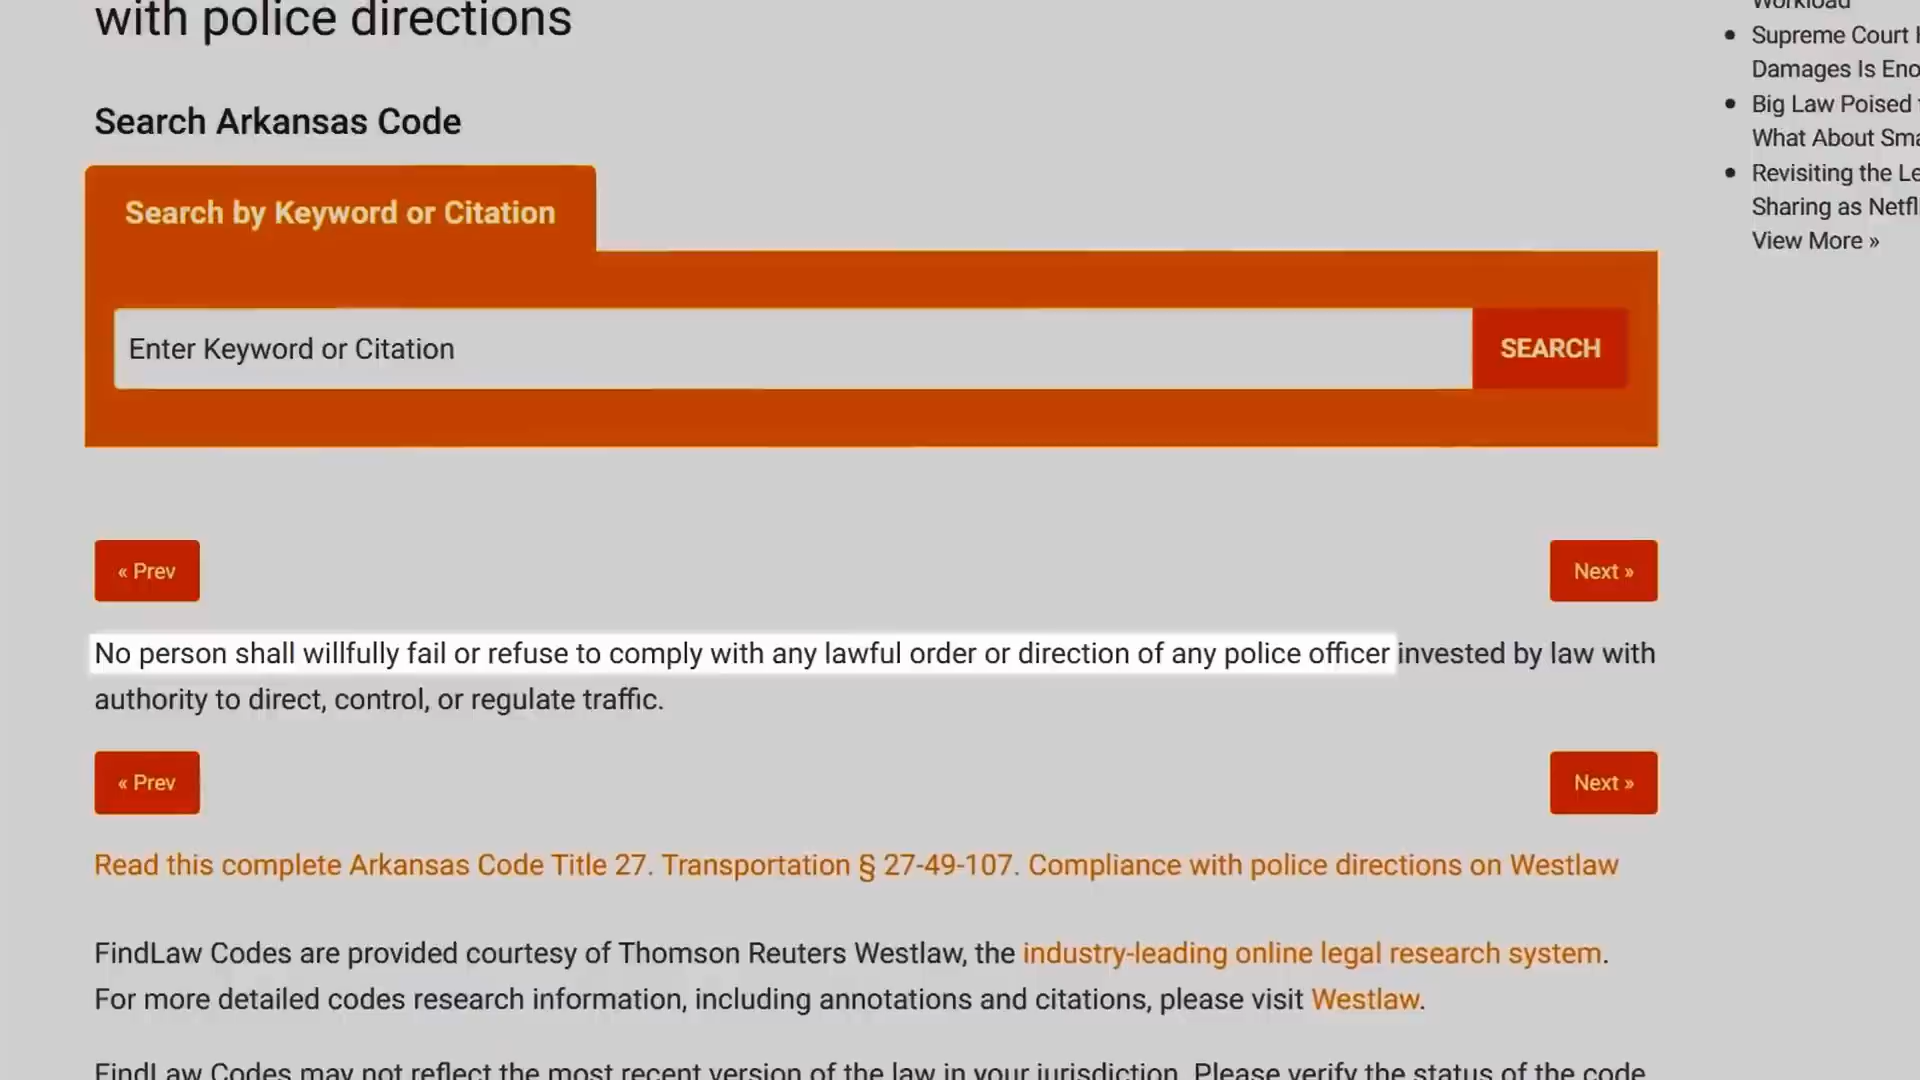 with police directions
Search Arkansas Code
Search by Keyword or Citation
Enter Keyword or Citation
SEARCH
« Prev
Next »
No person shall willfully fail or refuse to comply with any lawful order or direction of any police officer invested by law with
authority to direct, control, or regulate traffic.
« Prev
Next »
Read this complete Arkansas Code Title 27. Transportation § 27-49-107. Compliance with police directions on Westlaw
FindLaw Codes are provided courtesy of Thomson Reuters Westlaw, the industry-leading online legal research system.
For more detailed codes research information, including annotations and citations, please visit Westlaw.
FindLaw Codes may not reflect the most recent version of the law in your jurisdiction. Please verify the status of the code
Workload
Supreme Court
Damages Is
Big Law Poised
What About
Revisiting the
Sharing as
View More »